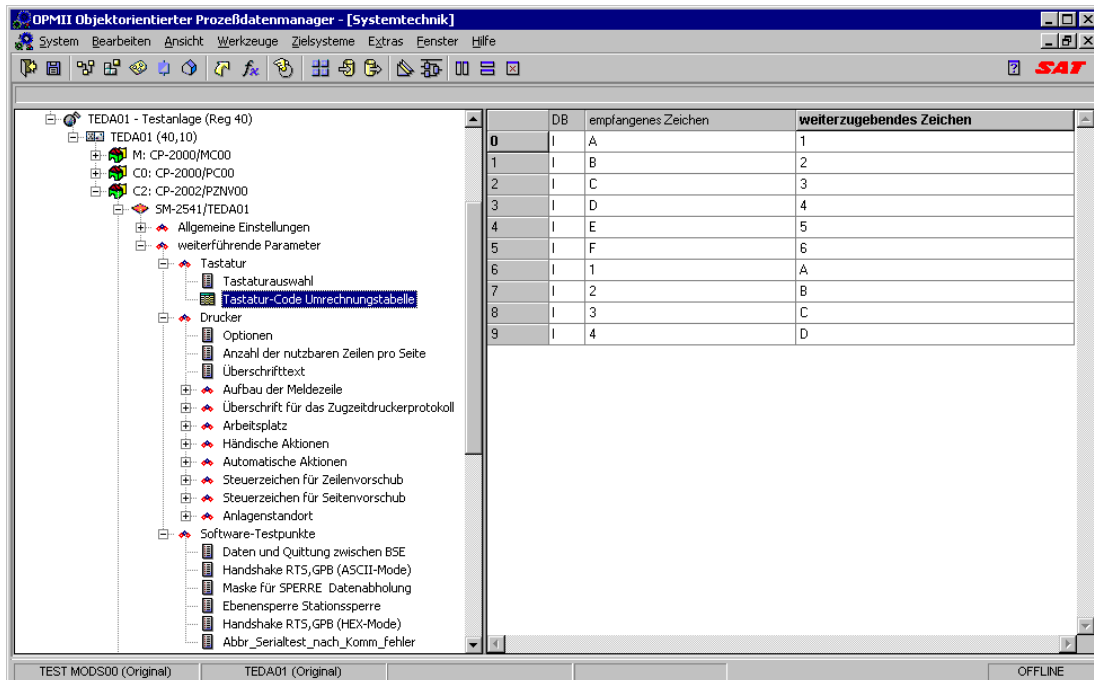 OPMII Objektorientierter Prozeßdatenmanager - [Systemtechnik]
System Bearbeiten Ansicht Werkzeuge Zielsysteme Extras Fenster Hilfe
SAT
TEDA01 - Testanlage (Reg 40)
TEDA01 (40,10)
M: CP-2000/MC00
C0: CP-2000/PC00
C2: CP-2002/PZNV00
SM-2541/TEDA01
Allgemeine Einstellungen
weiterführende Parameter
Tastatur
Tastaturauswahl
Tastatur-Code Umrechnungstabelle
Drucker
Optionen
Anzahl der nutzbaren Zeilen pro Seite
Überschrifttext
Aufbau der Meldezeile
Überschrift für das Zugzeitdruckerprotokoll
Arbeitsplatz
Händische Aktionen
Automatische Aktionen
Steuerzeichen für Zeilenvorschub
Steuerzeichen für Seitenvorschub
Anlagenstandort
Software-Testpunkte
Daten und Quittung zwischen BSE
Handshake RTS,GPB (ASCII-Mode)
Maske für SPERRE Datenabholung
Ebenensperre Stationssperre
Handshake RTS,GPB (HEX-Mode)
Abbr_Serialtest_nach_Komm_fehler
DB empfangenes Zeichen weiterzugebendes Zeichen
0 I A 1
1 I B 2
2 I C 3
3 I D 4
4 I E 5
5 I F 6
6 I 1 A
7 I 2 B
8 I 3 C
9 I 4 D
TEST MODS00 (Original) TEDA01 (Original) OFFLINE